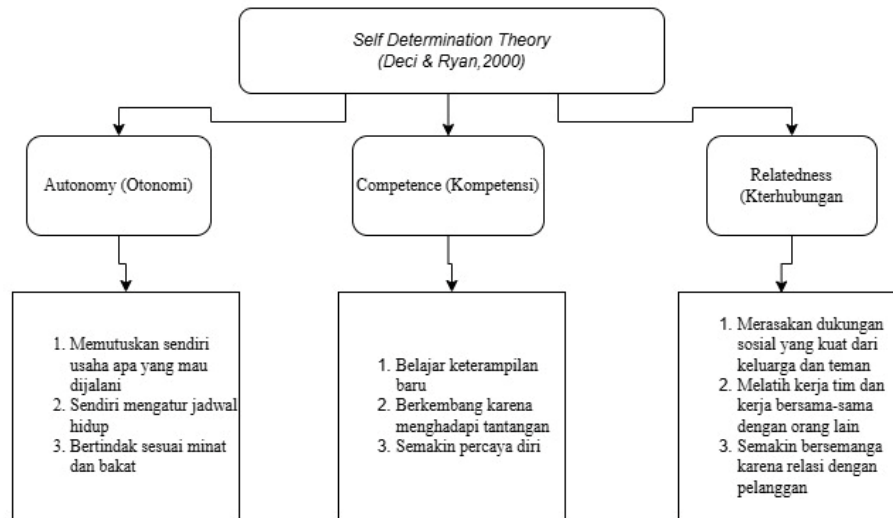 Self Determination Theory
(Deci & Ryan,2000)
Autonomy (Otonomi)
Competence (Kompetensi)
Relatedness
(Kterhubungan
1. Memutuskan sendiri
usaha apa yang mau
dijalani
2. Sendiri mengatur jadwal
hidup
3. Bertindak sesuai minat
dan bakat
1. Belajar keterampilan
baru
2. Berkembang karena
menghadapi tantangan
3. Semakin percaya diri
1. Merasakan dukungan
sosial yang kuat dari
keluarga dan teman
2. Melatih kerja tim dan
kerja bersama-sama
dengan orang lain
3. Semakin bersemanga
karena relasi dengan
pelanggan